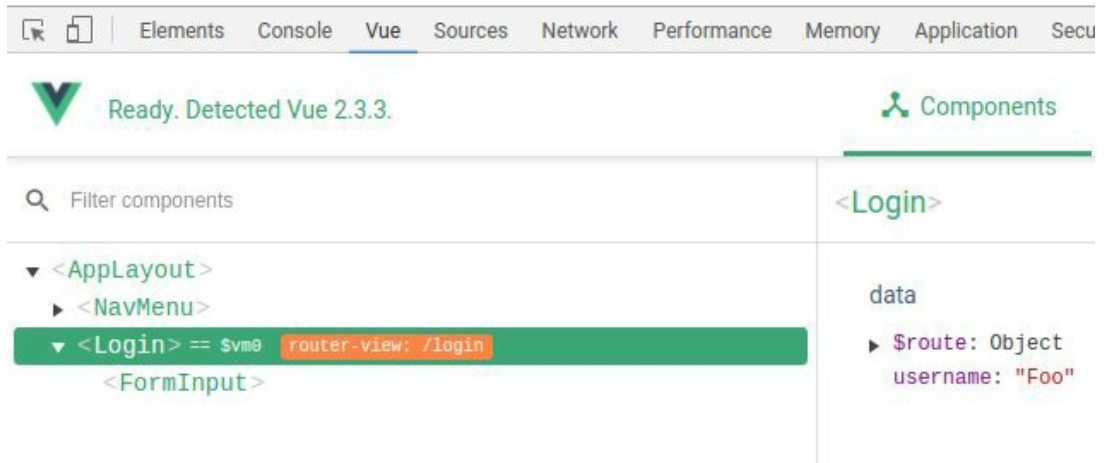 Elements Console Vue Sources Network Performance Memory Application Secu
Ready. Detected Vue 2.3.3.
Components
Filter components
<Login>
<AppLayout>
<NavMenu>
<Login> == $vm0 router-view: /login
<FormInput>
data
$route: Object
username: "Foo"